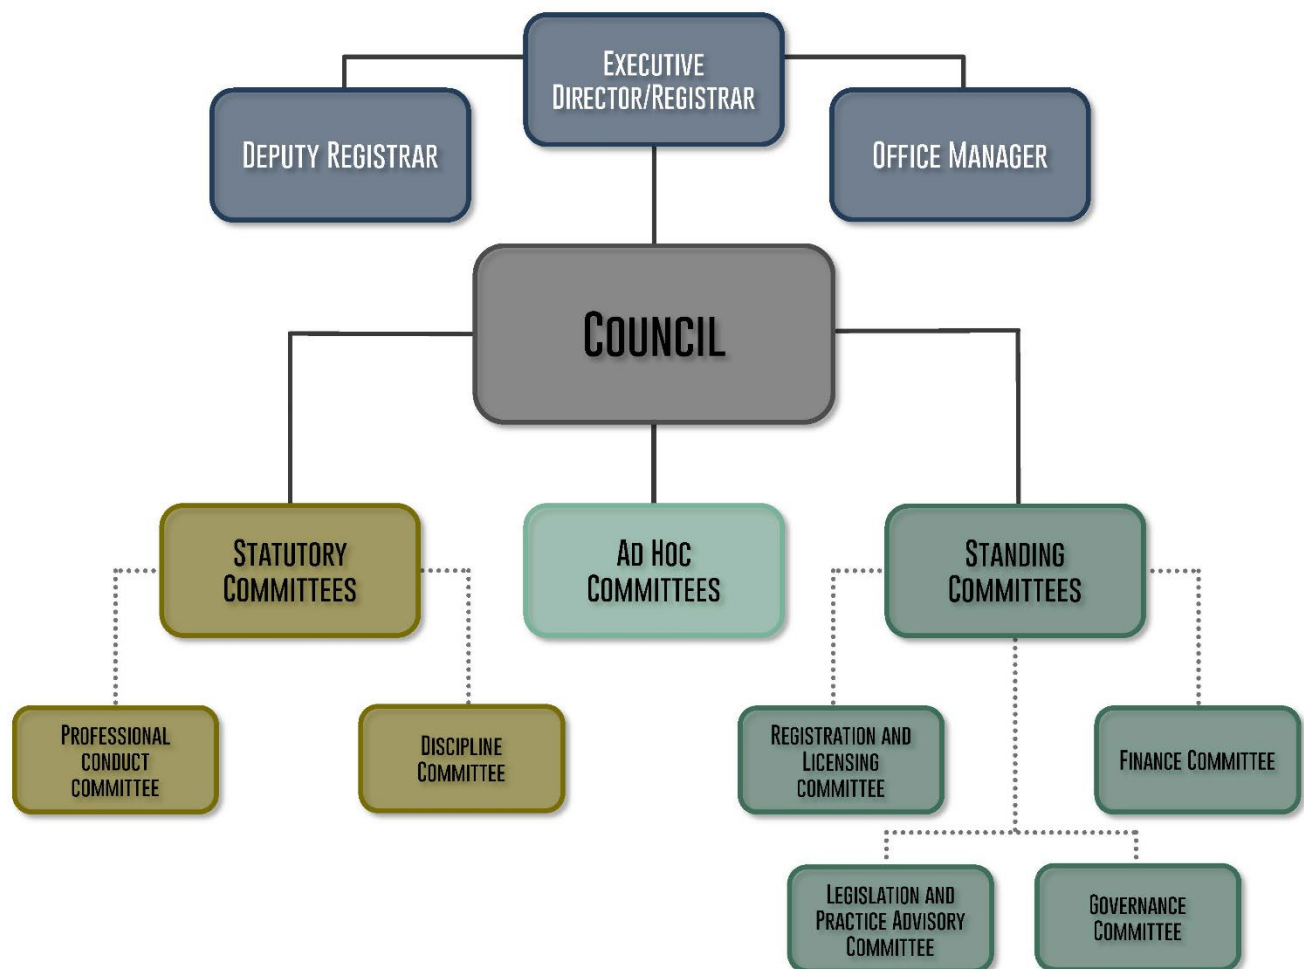 EXECUTIVE
DIRECTOR/REGISTRAR
DEPUTY REGISTRAR
OFFICE MANAGER
COUNCIL
STATUTORY
COMMITTEES
AD HOC
COMMITTEES
STANDING
COMMITTEES
PROFESSIONAL
CONDUCT
COMMITTEE
DISCIPLINE
COMMITTEE
REGISTRATION AND
LICENSING
COMMITTEE
FINANCE COMMITTEE
LEGISLATION AND
PRACTICE ADVISORY
COMMITTEE
GOVERNANCE
COMMITTEE